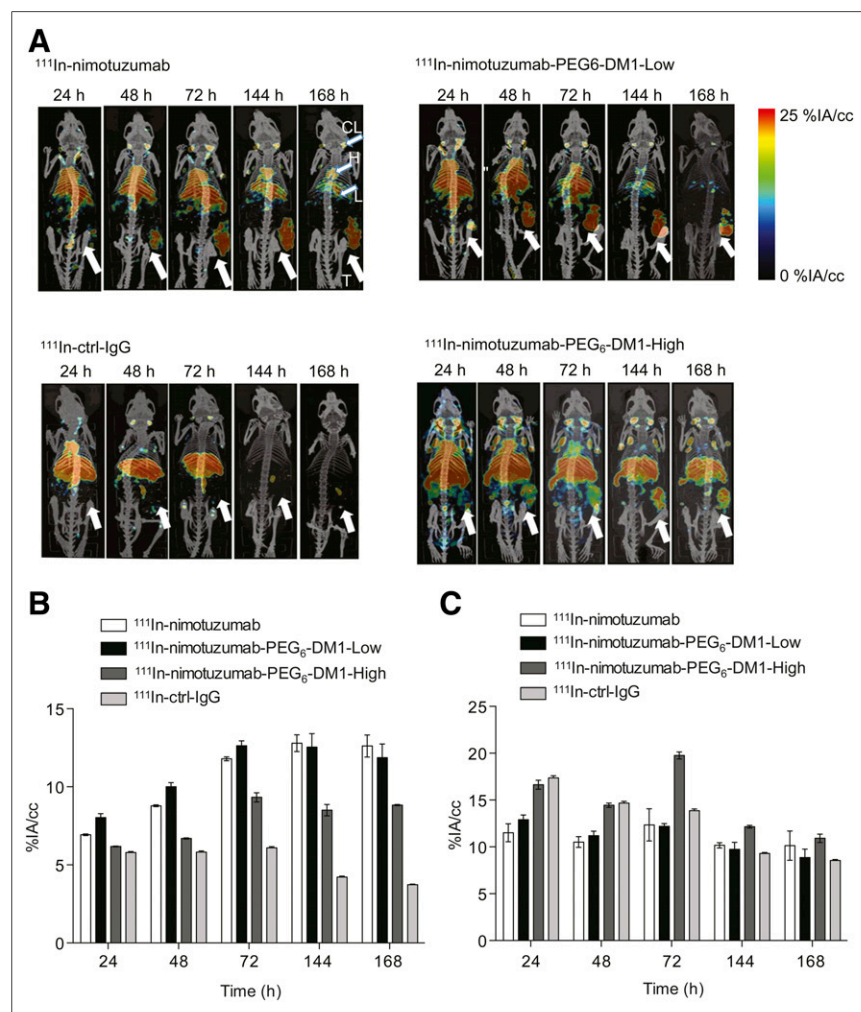 A
¹¹¹In-nimotuzumab
24 h 48 h 72 h 144 h 168 h
CL
H
L
T
¹¹¹In-nimotuzumab-PEG6-DM1-Low
24 h 48 h 72 h 144 h 168 h
"
25 %IA/cc
0 %IA/cc
¹¹¹In-ctrl-IgG
24 h 48 h 72 h 144 h 168 h
¹¹¹In-nimotuzumab-PEG₆-DM1-High
24 h 48 h 72 h 144 h 168 h
B
¹¹¹In-nimotuzumab
¹¹¹In-nimotuzumab-PEG₆-DM1-Low
¹¹¹In-nimotuzumab-PEG₆-DM1-High
¹¹¹In-ctrl-IgG
%IA/cc
15
10
5
0
24 48 72 144 168
Time (h)
C
¹¹¹In-nimotuzumab
¹¹¹In-nimotuzumab-PEG₆-DM1-Low
¹¹¹In-nimotuzumab-PEG₆-DM1-High
¹¹¹In-ctrl-IgG
%IA/cc
25
20
15
10
5
0
24 48 72 144 168
Time (h)